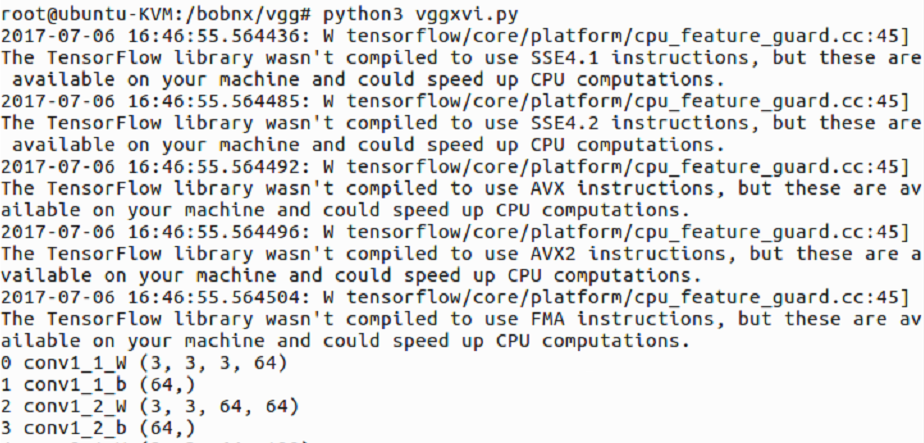 root@ubuntu-KVM:/bobnx/vgg# python3 vggxvi.py
2017-07-06 16:46:55.564436: W tensorflow/core/platform/cpu_feature_guard.cc:45]
The TensorFlow library wasn't compiled to use SSE4.1 instructions, but these are
 available on your machine and could speed up CPU computations.
2017-07-06 16:46:55.564485: W tensorflow/core/platform/cpu_feature_guard.cc:45]
The TensorFlow library wasn't compiled to use SSE4.2 instructions, but these are
 available on your machine and could speed up CPU computations.
2017-07-06 16:46:55.564492: W tensorflow/core/platform/cpu_feature_guard.cc:45]
The TensorFlow library wasn't compiled to use AVX instructions, but these are av
ailable on your machine and could speed up CPU computations.
2017-07-06 16:46:55.564496: W tensorflow/core/platform/cpu_feature_guard.cc:45]
The TensorFlow library wasn't compiled to use AVX2 instructions, but these are a
vailable on your machine and could speed up CPU computations.
2017-07-06 16:46:55.564504: W tensorflow/core/platform/cpu_feature_guard.cc:45]
The TensorFlow library wasn't compiled to use FMA instructions, but these are av
ailable on your machine and could speed up CPU computations.
0 conv1_1_W (3, 3, 3, 64)
1 conv1_1_b (64,)
2 conv1_2_W (3, 3, 64, 64)
3 conv1_2_b (64,)